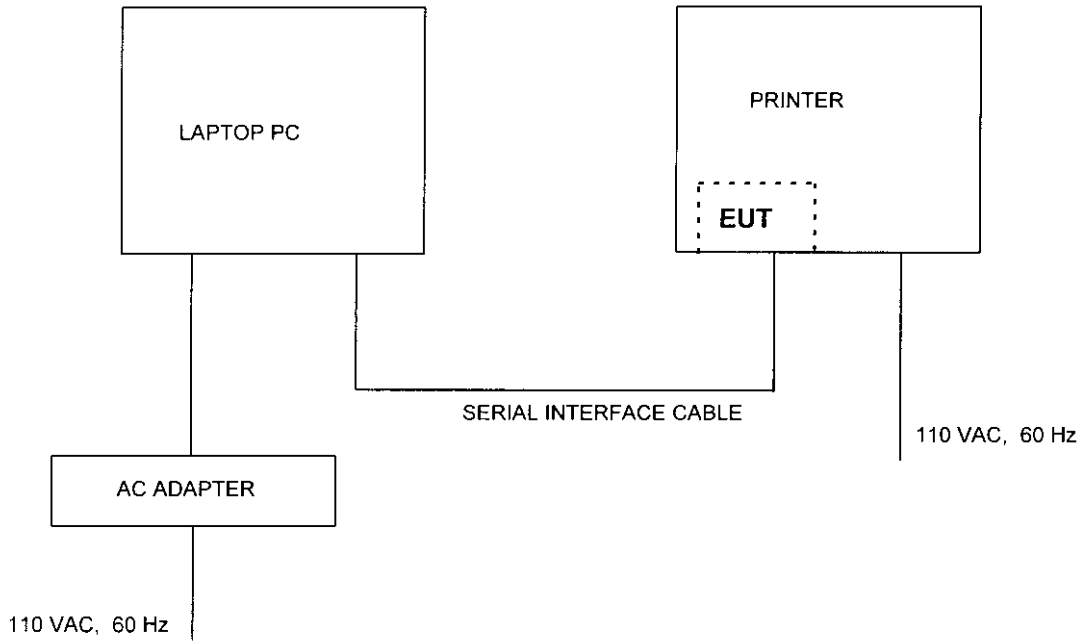 LAPTOP PC
PRINTER
EUT
SERIAL INTERFACE CABLE
110 VAC, 60 Hz
AC ADAPTER
110 VAC, 60 Hz